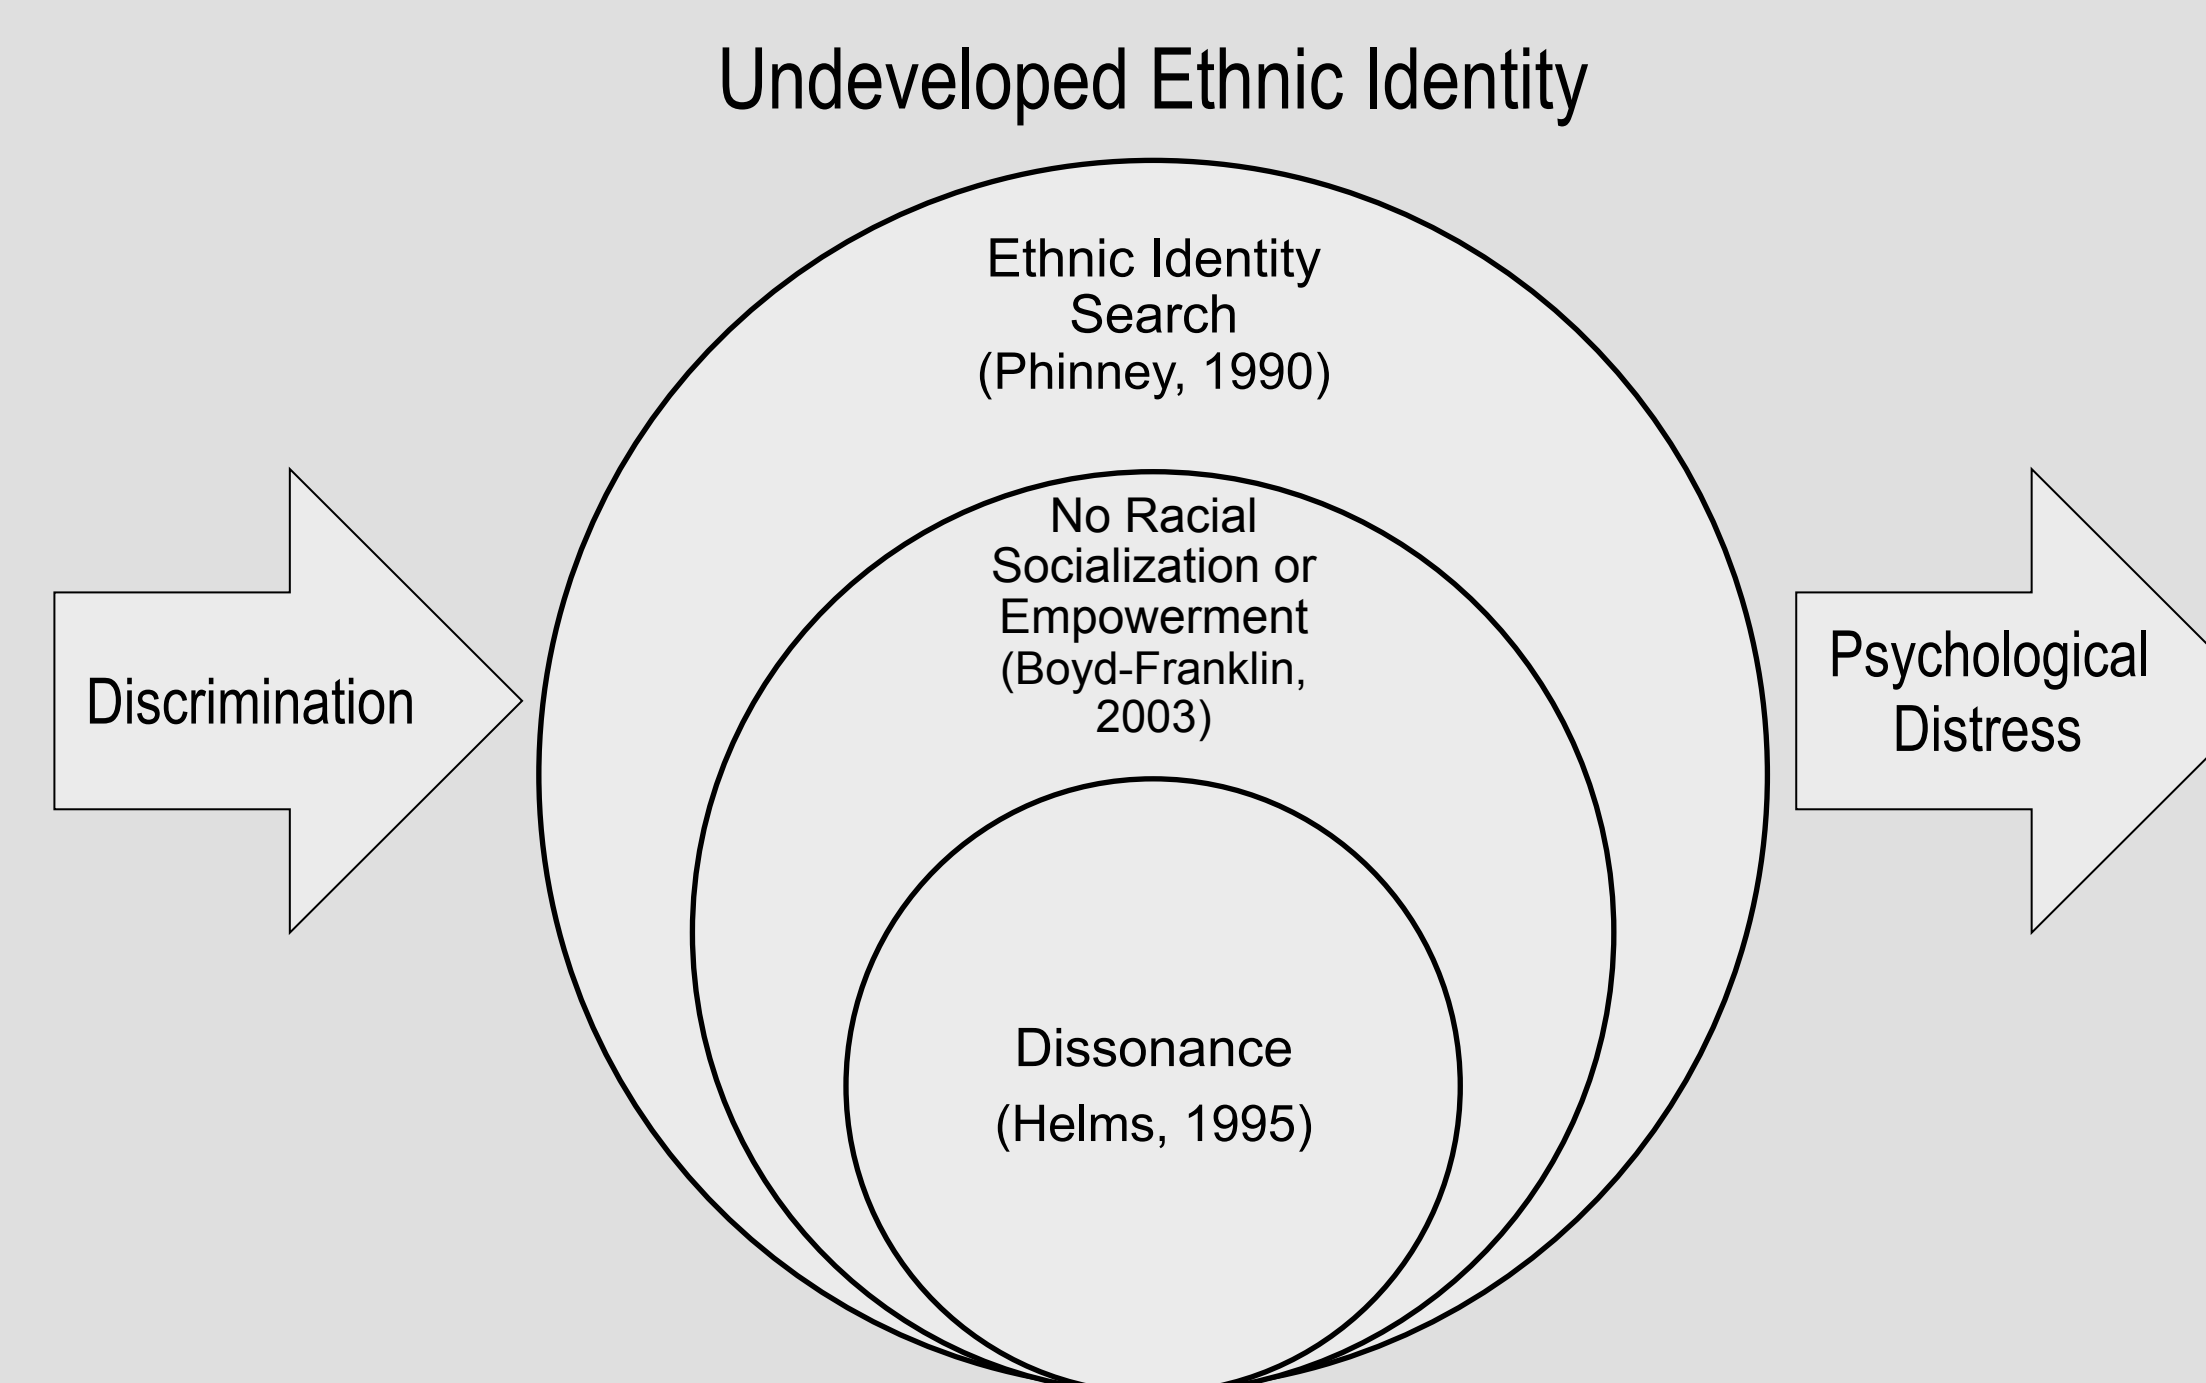 Undeveloped Ethnic Identity
Discrimination
Ethnic Identity
Search
(Phinney, 1990)
No Racial
Socialization or
Empowerment
(Boyd-Franklin,
2003)
Dissonance
(Helms, 1995)
Psychological
Distress